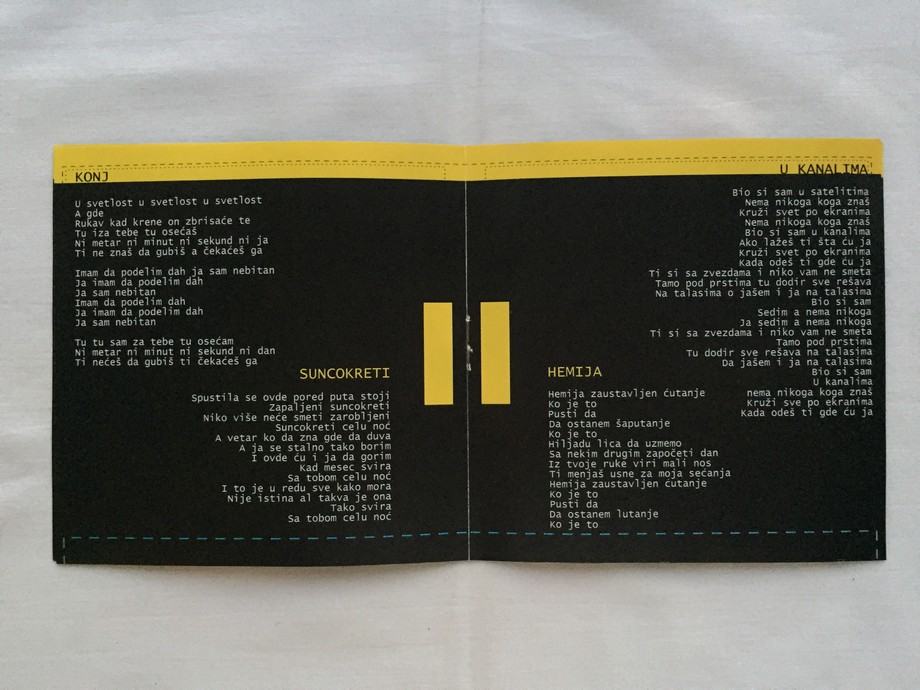 KONJ
U svetlost u svetlost u svetlost
A gde
Rukav kad krene on zbrisaće te
Tu iza tebe tu osećaš
Ni metar ni minut ni sekund ni ja
Ti ne znaš da gubiš a čekaćeš ga
Imam da podelim dah ja sam nebitan
Ja imam da podelim dah
Ja sam nebitan
Imam da podelim dah
Ja imam da podelim dah
Ja sam nebitan
Tu tu sam za tebe tu osećam
Ni metar ni minut ni sekund ni dan
Ti nećeš da gubiš ti čekaćeš ga
SUNCOKRETI
Spustila se ovde pored puta stoji
Zapaljeni suncokreti
Niko više neće smeti zarobljeni
Suncokreti celu noć
A vetar ko da zna gde da duva
A ja se stalno tako borim
I ovde ću i ja da gorim
Kad mesec svira
Sa tobom celu noć
I to je u redu sve kako mora
Nije istina al takva je ona
Tako svira
Sa tobom celu noć
U KANALIMA
Bio si sam u satelitima
Nema nikoga koga znaš
Kruži svet po ekranima
Nema nikoga koga znaš
Bio si sam u kanalima
Ako lažeš ti šta ću ja
Kruži svet po ekranima
Kada odeš ti gde ću ja
Ti si sa zvezdama i niko vam ne smeta
Tamo pod prstima tu dodir sve rešava
Na talasima o jašem i ja na talasima
Bio si sam
Sedim a nema nikoga
Ja sedim a nema nikoga
Ti si sa zvezdama i niko vam ne smeta
Tamo pod prstima
Tu dodir sve rešava na talasima
Da jašem i ja na talasima
Bio si sam
U kanalima
nema nikoga koga znaš
Kruži sve po ekranima
Kada odeš ti gde ću ja
HEMIJA
Hemija zaustavljen ćutanje
Ko je to
Pusti da
Da ostanem šaputanje
Ko je to
Hiljadu lica da uzmemo
Sa nekim drugim započeti dan
Iz tvoje ruke viri mali nos
Ti menjaš usne za moja sećanja
Hemija zaustavljen ćutanje
Ko je to
Pusti da
Da ostanem lutanje
Ko je to